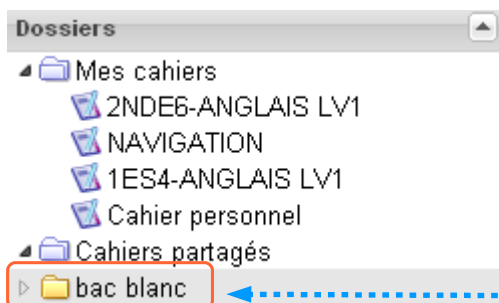 Dossiers
Mes cahiers
2NDE6-ANGLAIS LV1
NAVIGATION
1ES4-ANGLAIS LV1
Cahier personnel
Cahiers partagés
bac blanc